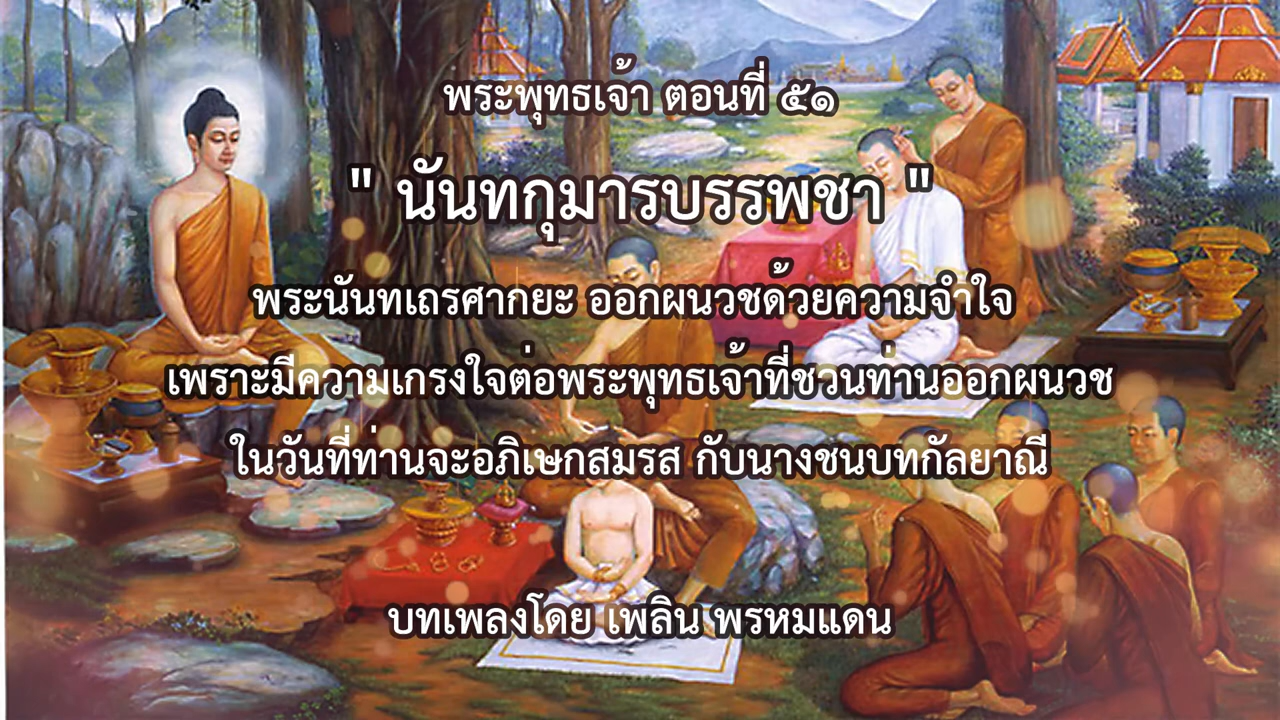 พระพุทธเจ้า ตอนที่ ๕๑
" นันทกุมารบรรพชา "
พระนันทเถรศากยะ ออกผนวชด้วยความจำใจ
เพราะมีความเกรงใจต่อพระพุทธเจ้าที่ชวนท่านออกผนวช
ในวันที่ท่านจะอภิเษกสมรส กับนางชนบทกัลยาณี
บทเพลงโดย เพลิน พรหมแดน